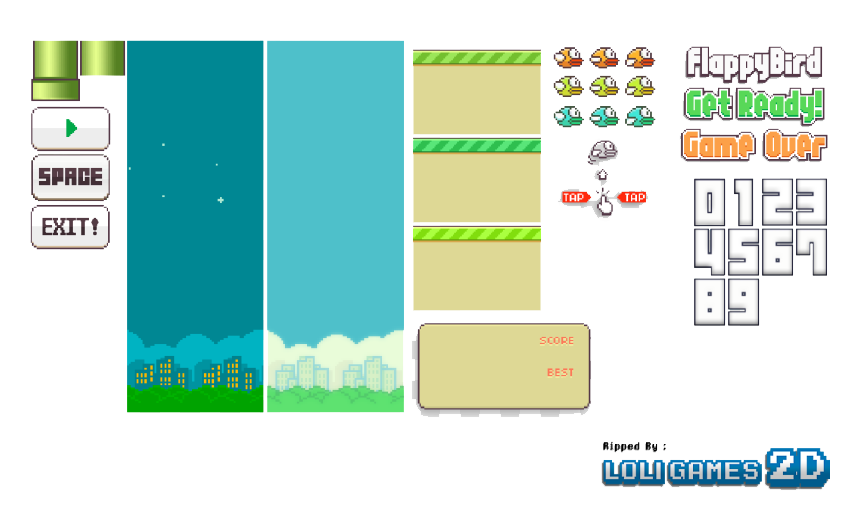 SPACE
EXIT!
SCORE
BEST
TAP TAP
FlappyBird
Get Ready!
Game Over
0123
4567
89
Ripped By :
LOLI GAMES 2D